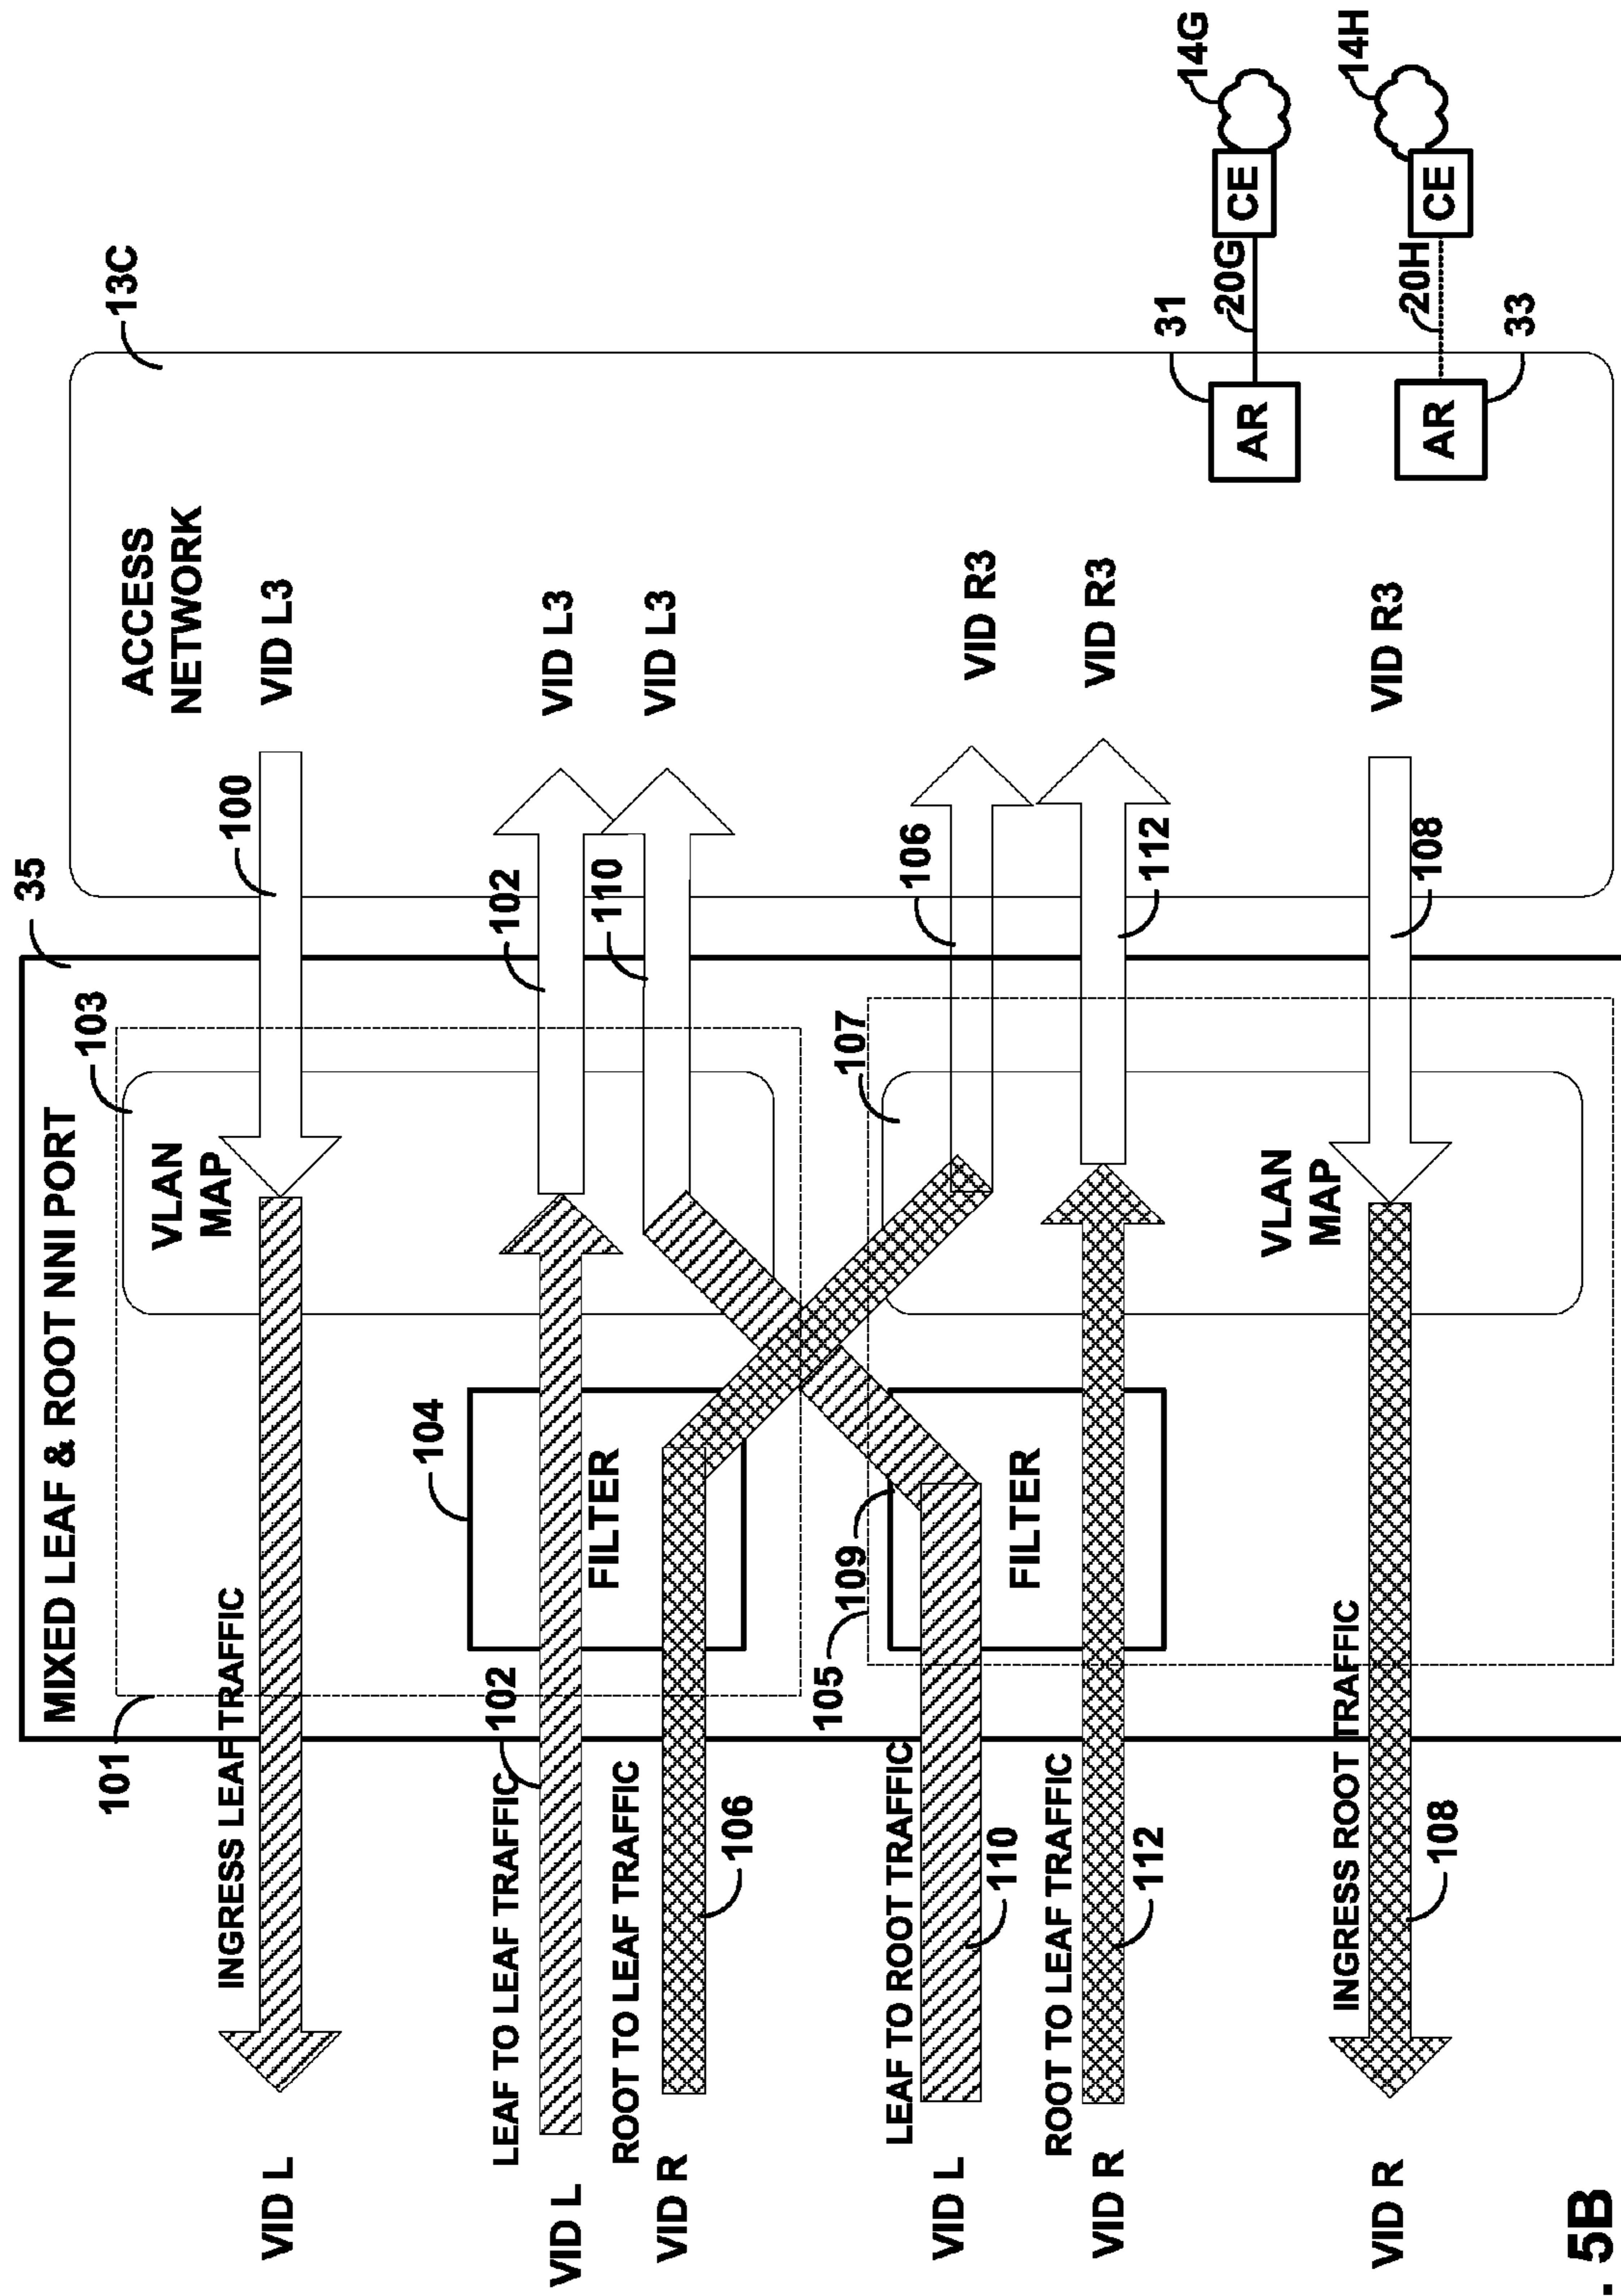 MIXED LEAF & ROOT NNI PORT
35
13C
ACCESS
NETWORK
101
103
VLAN
MAP
INGRESS LEAF TRAFFIC
VID L
100
VID L3
LEAF TO LEAF TRAFFIC
VID L
102
102
VID L3
104
FILTER
ROOT TO LEAF TRAFFIC
VID R
106
110
VID L3
105
109
107
LEAF TO ROOT TRAFFIC
VID L
110
106
VID R3
FILTER
ROOT TO LEAF TRAFFIC
VID R
112
112
VID R3
VLAN
MAP
INGRESS ROOT TRAFFIC
VID R
108
108
VID R3
31
AR
20G
CE
14G
AR
33
20H
CE
14H
. 5B